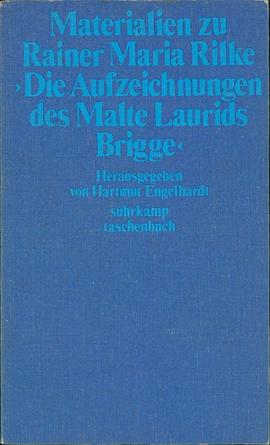 Materialien zu
Rainer Maria Rilke
›Die Aufzeichnungen
des Malte Laurids
Brigge‹
Herausgegeben
von Hartmut Engelhardt
suhrkamp
taschenbuch